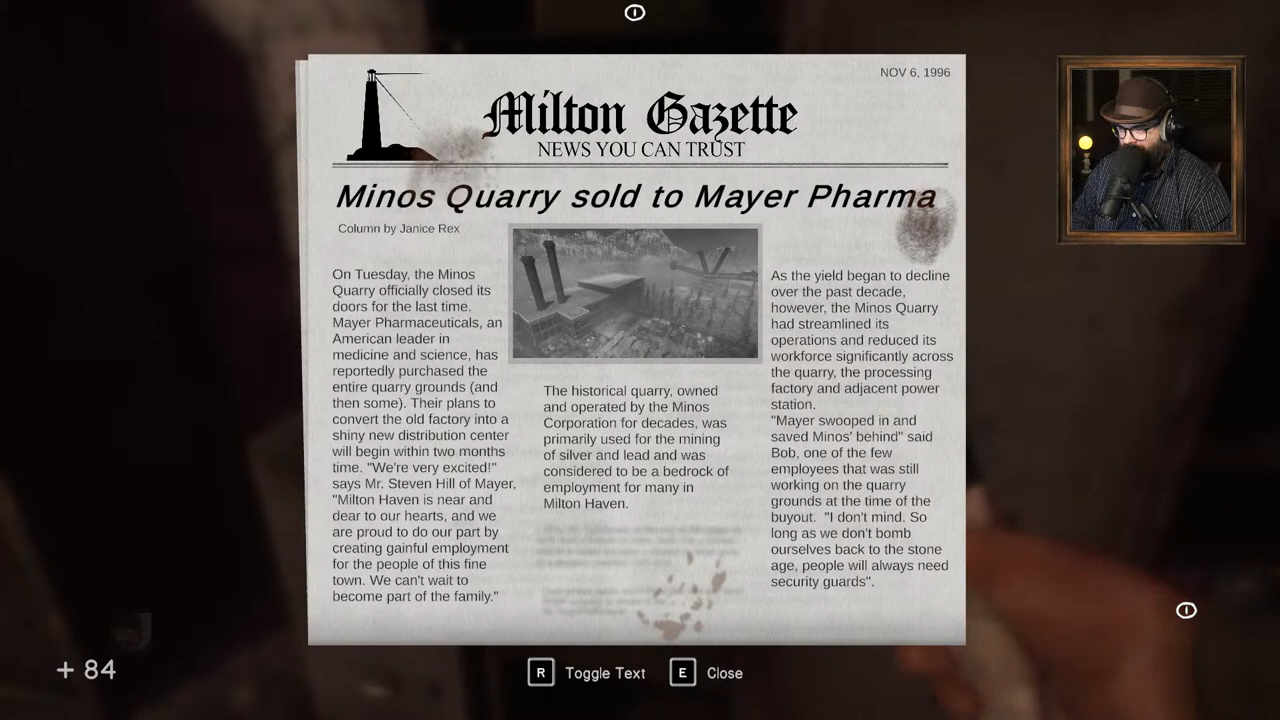 NOV 6, 1996
Milton Gazette
NEWS YOU CAN TRUST
Minos Quarry sold to Mayer Pharma
Column by Janice Rex
On Tuesday, the Minos
Quarry officially closed its
doors for the last time.
Mayer Pharmaceuticals, an
American leader in
medicine and science, has
reportedly purchased the
entire quarry grounds (and
then some). Their plans to
convert the old factory into a
shiny new distribution center
will begin within two months
time. "We're very excited!"
says Mr. Steven Hill of Mayer,
"Milton Haven is near and
dear to our hearts, and we
are proud to do our part by
creating gainful employment
for the people of this fine
town. We can't wait to
become part of the family."
The historical quarry, owned
and operated by the Minos
Corporation for decades, was
primarily used for the mining
of silver and lead and was
considered to be a bedrock of
employment for many in
Milton Haven.
As the yield began to decline
over the past decade,
however, the Minos Quarry
had streamlined its
operations and reduced its
workforce significantly across
the quarry, the processing
factory and adjacent power
station.
"Mayer swooped in and
saved Minos' behind" said
Bob, one of the few
employees that was still
working on the quarry
grounds at the time of the
buyout.  "I don't mind. So
long as we don't bomb
ourselves back to the stone
age, people will always need
security guards".
+ 84
R Toggle Text E Close